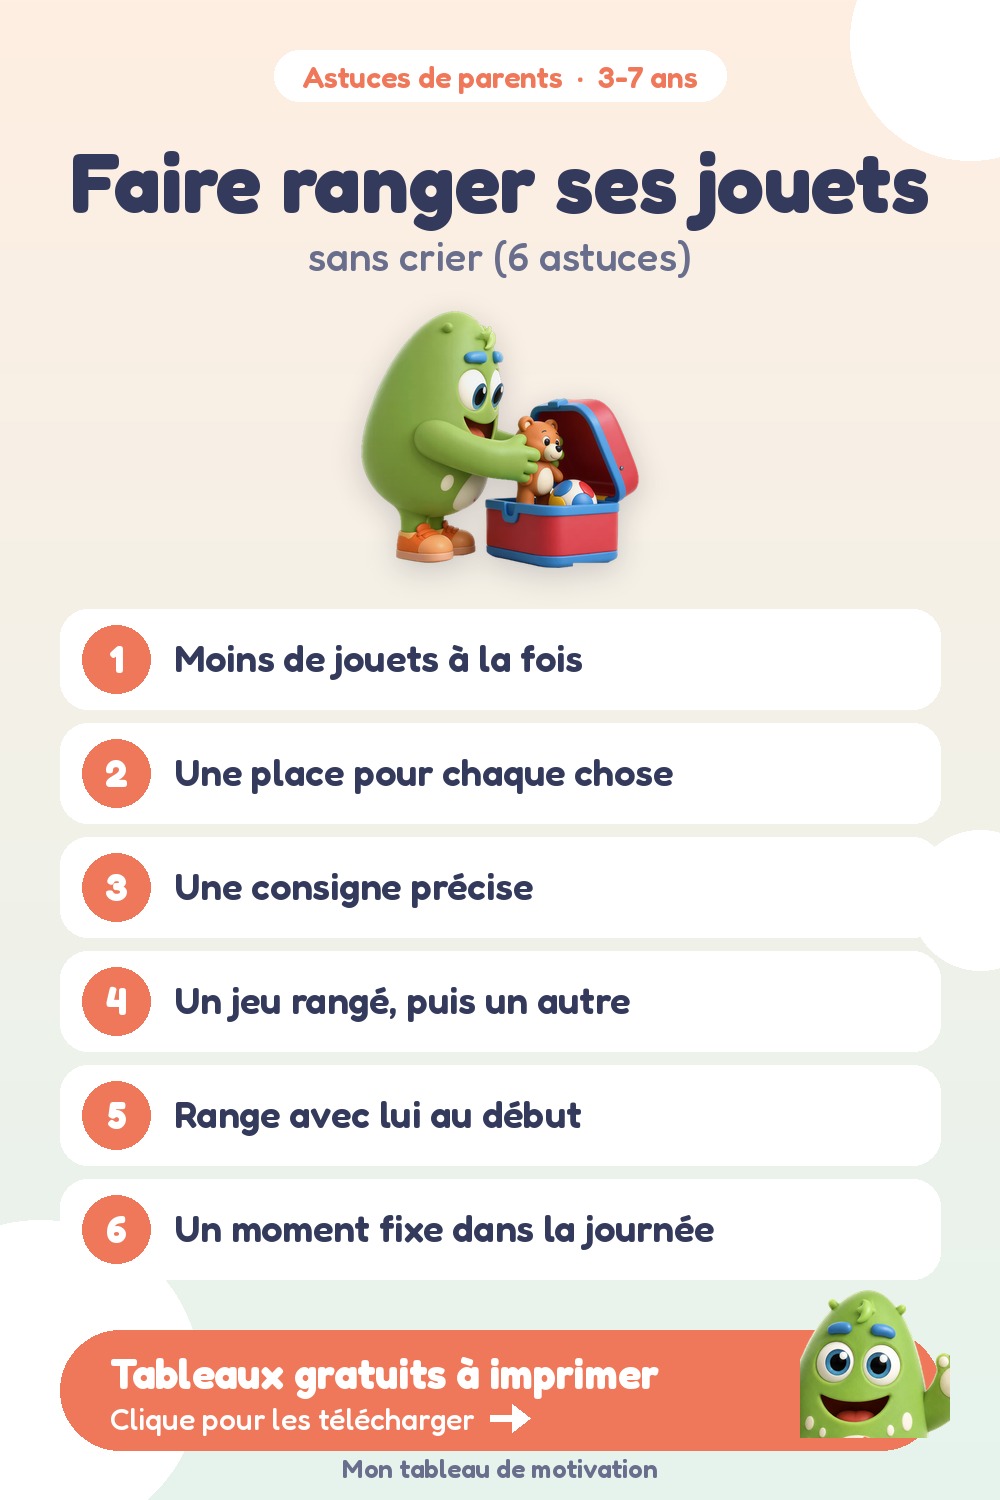 Astuces de parents · 3-7 ans
Faire ranger ses jouets
sans crier (6 astuces)
1 Moins de jouets à la fois
2 Une place pour chaque chose
3 Une consigne précise
4 Un jeu rangé, puis un autre
5 Range avec lui au début
6 Un moment fixe dans la journée
Tableaux gratuits à imprimer
Clique pour les télécharger →
Mon tableau de motivation